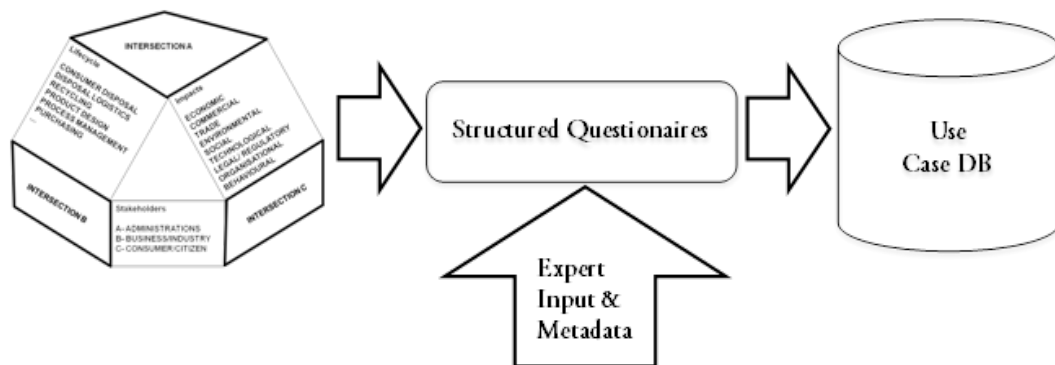 INTERSECTION A
Lifecycle
CONSUMER DISPOSAL
DISPOSAL LOGISTICS
RECYCLING
PRODUCT DESIGN
PROCESS MANAGEMENT
PURCHASING
...
Impacts
ECONOMIC
COMMERCIAL
TRADE
ENVIRONMENTAL
SOCIAL
TECHNOLOGICAL
LEGAL/ REGULATORY
ORGANISATIONAL
BEHAVIOURAL
INTERSECTION B
Stakeholders
A- ADMINISTRATIONS
B- BUSINESS/INDUSTRY
C- CONSUMER/CITIZEN
INTERSECTION C
Structured Questionaires
Expert
Input &
Metadata
Use
Case DB